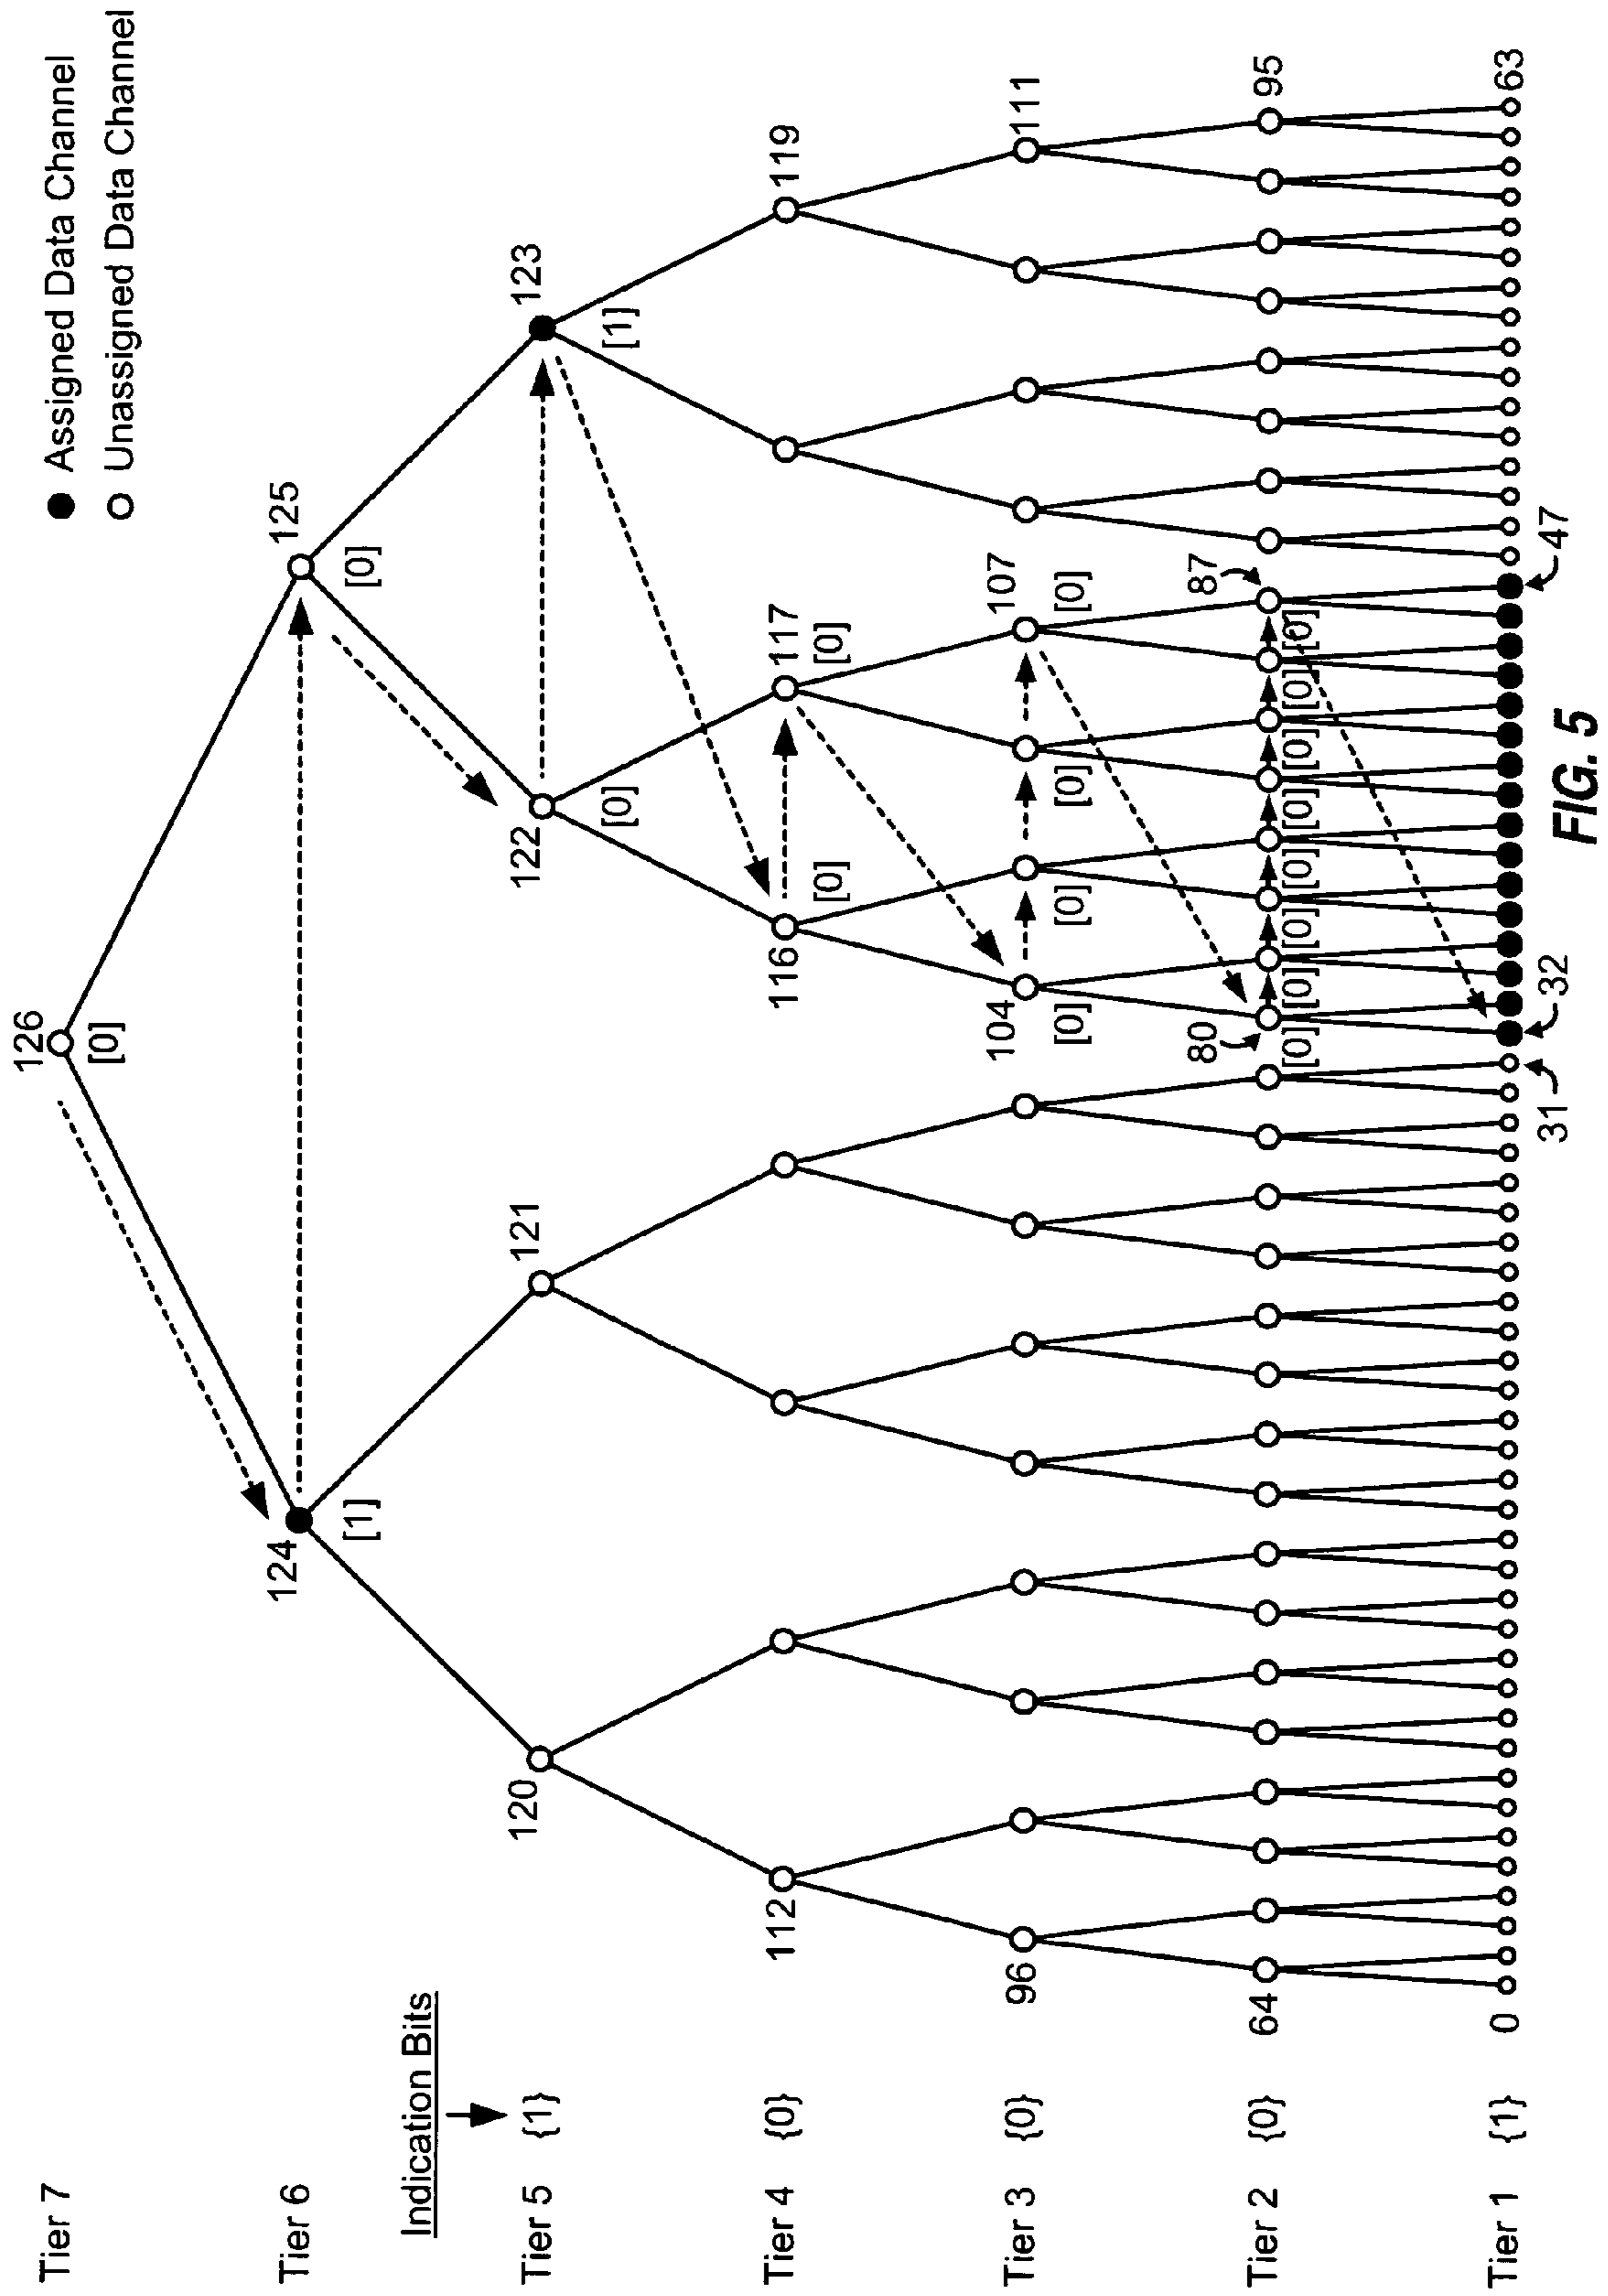 ● Assigned Data Channel
○ Unassigned Data Channel
Tier 7
126
[0]
Tier 6
124
[1]
125
[0]
Indication Bits
Tier 5 {1}
120
121
122
[0]
123
[1]
Tier 4 {0}
112
116
[0]
117
[0]
119
Tier 3 {0}
96
104
[0]
[0]
[0]
107
[0]
111
Tier 2 {0}
64
80
[0] [0] [0] [0] [0] [0] [0] [0]
87
95
Tier 1 {1}
0
31
32
47
63
FIG. 5